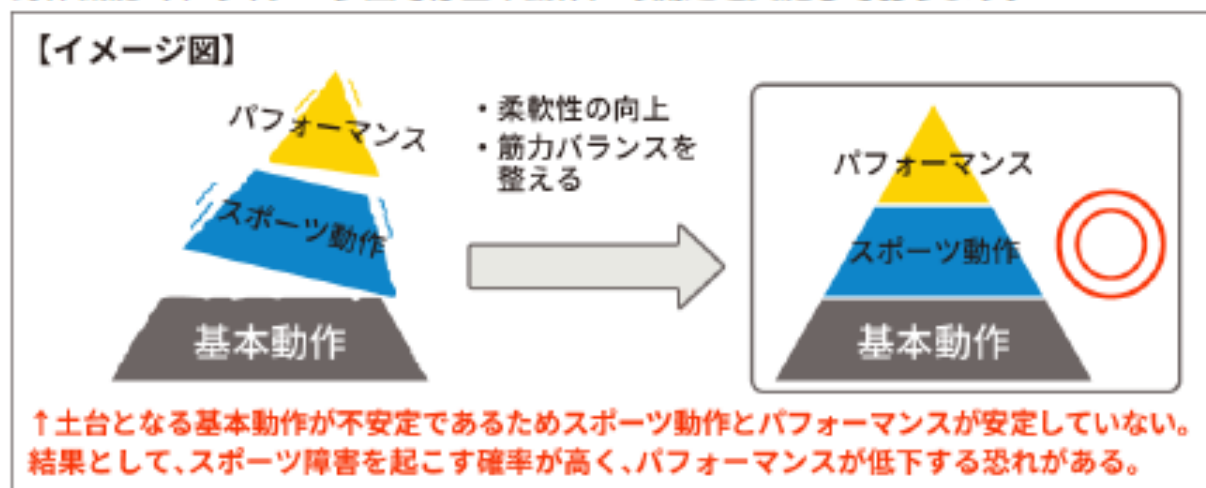 【イメージ図】
パフォーマンス
スポーツ動作
基本動作
・柔軟性の向上
・筋力バランスを
整える
パフォーマンス
スポーツ動作
基本動作
↑土台となる基本動作が不安定であるためスポーツ動作とパフォーマンスが安定していない。
結果として、スポーツ障害を起こす確率が高く、パフォーマンスが低下する恐れがある。